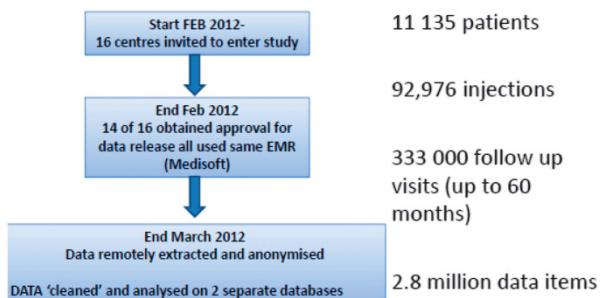 Start FEB 2012-
16 centres invited to enter study
End Feb 2012
14 of 16 obtained approval for
data release all used same EMR
(Medisoft)
End March 2012
Data remotely extracted and anonymised
DATA 'cleaned' and analysed on 2 separate databases
11 135 patients
92,976 injections
333 000 follow up
visits (up to 60
months)
2.8 million data items